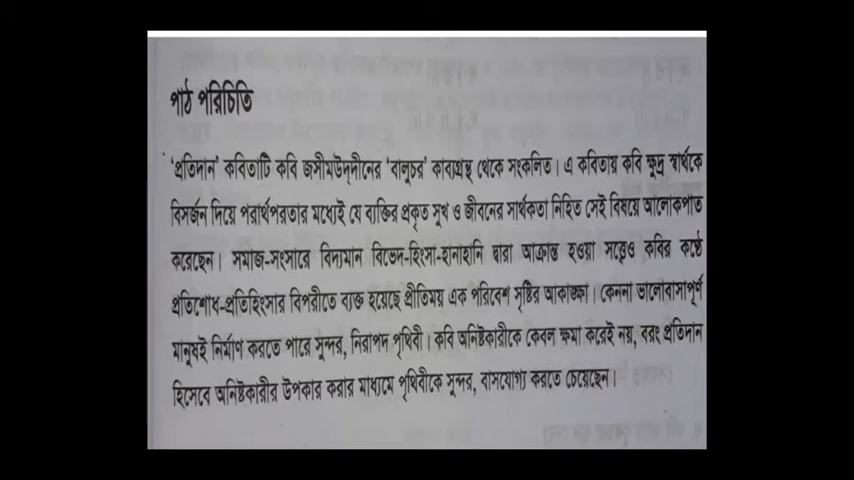 পাঠ পরিচিতি
'প্রতিদান' কবিতাটি কবি জসীমউদ্‌দীনের 'বালুচর' কাব্যগ্রন্থ থেকে সংকলিত। এ কবিতায় কবি ক্ষুদ্র স্বার্থকে
বিসর্জন দিয়ে পরার্থপরতার মধ্যেই যে ব্যক্তির প্রকৃত সুখ ও জীবনের সার্থকতা নিহিত সেই বিষয়ে আলোকপাত
করেছেন। সমাজ-সংসারে বিদ্যমান বিভেদ-হিংসা-হানাহানি দ্বারা আক্রান্ত হওয়া সত্ত্বেও কবির কণ্ঠে
প্রতিশোধ-প্রতিহিংসার বিপরীতে ব্যক্ত হয়েছে প্রীতিময় এক পরিবেশ সৃষ্টির আকাঙ্ক্ষা। কেননা ভালোবাসাপূর্ণ
মানুষই নির্মাণ করতে পারে সুন্দর, নিরাপদ পৃথিবী। কবি অনিষ্টকারীকে কেবল ক্ষমা করেই নয়, বরং প্রতিদান
হিসেবে অনিষ্টকারীর উপকার করার মাধ্যমে পৃথিবীকে সুন্দর, বাসযোগ্য করতে চেয়েছেন।